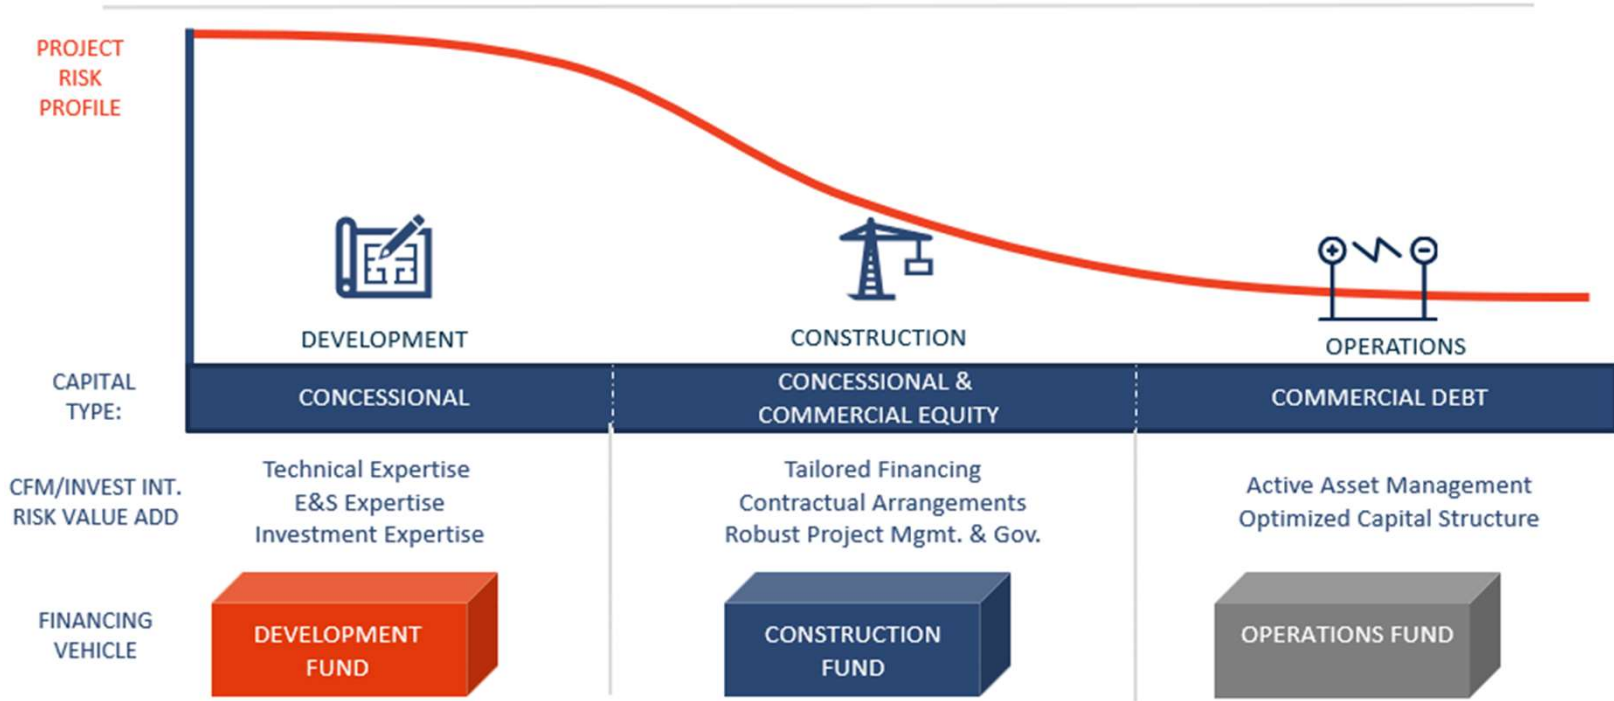 PROJECT
RISK
PROFILE
DEVELOPMENT
CONSTRUCTION
OPERATIONS
CAPITAL
TYPE:
CONCESSIONAL
CONCESSIONAL &
COMMERCIAL EQUITY
COMMERCIAL DEBT
CFM/INVEST INT.
RISK VALUE ADD
Technical Expertise
E&S Expertise
Investment Expertise
Tailored Financing
Contractual Arrangements
Robust Project Mgmt. & Gov.
Active Asset Management
Optimized Capital Structure
FINANCING
VEHICLE
DEVELOPMENT
FUND
CONSTRUCTION
FUND
OPERATIONS FUND